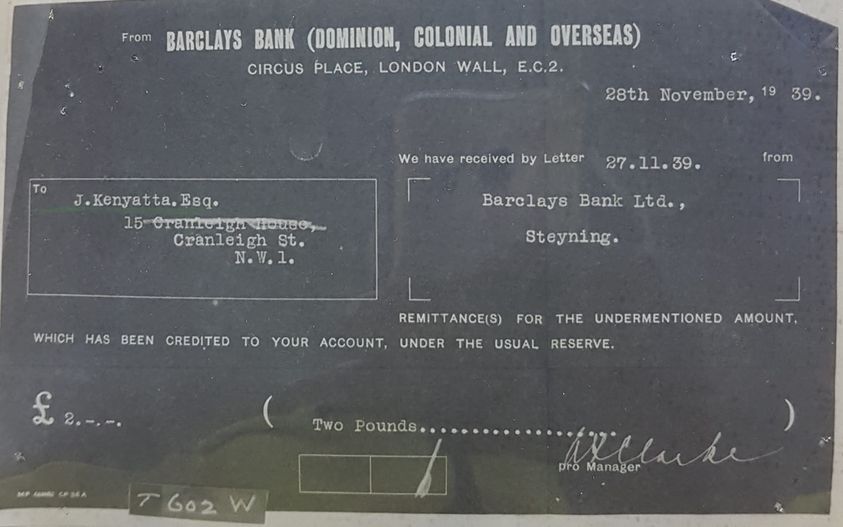 From BARCLAYS BANK (DOMINION, COLONIAL AND OVERSEAS)
CIRCUS PLACE, LONDON WALL, E.C.2.
28th November, 19 39.
We have received by Letter 27.11.39. from
To
J.Kenyatta.Esq.
15 Cranleigh House,
Cranleigh St.
N.W.1.
Barclays Bank Ltd.,
Steyning.
REMITTANCE(S) FOR THE UNDERMENTIONED AMOUNT,
WHICH HAS BEEN CREDITED TO YOUR ACCOUNT, UNDER THE USUAL RESERVE.
£ 2.-.-. ( Two Pounds.................... )
Clarke
pro Manager
T 602 W